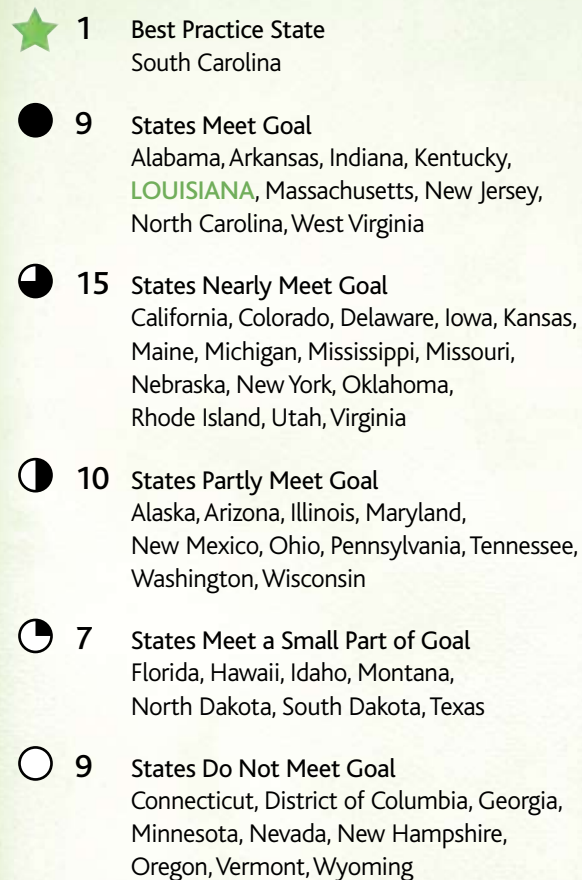 1 Best Practice State
South Carolina
9 States Meet Goal
Alabama, Arkansas, Indiana, Kentucky,
LOUISIANA, Massachusetts, New Jersey,
North Carolina, West Virginia
15 States Nearly Meet Goal
California, Colorado, Delaware, Iowa, Kansas,
Maine, Michigan, Mississippi, Missouri,
Nebraska, New York, Oklahoma,
Rhode Island, Utah, Virginia
10 States Partly Meet Goal
Alaska, Arizona, Illinois, Maryland,
New Mexico, Ohio, Pennsylvania, Tennessee,
Washington, Wisconsin
7 States Meet a Small Part of Goal
Florida, Hawaii, Idaho, Montana,
North Dakota, South Dakota, Texas
9 States Do Not Meet Goal
Connecticut, District of Columbia, Georgia,
Minnesota, Nevada, New Hampshire,
Oregon, Vermont, Wyoming